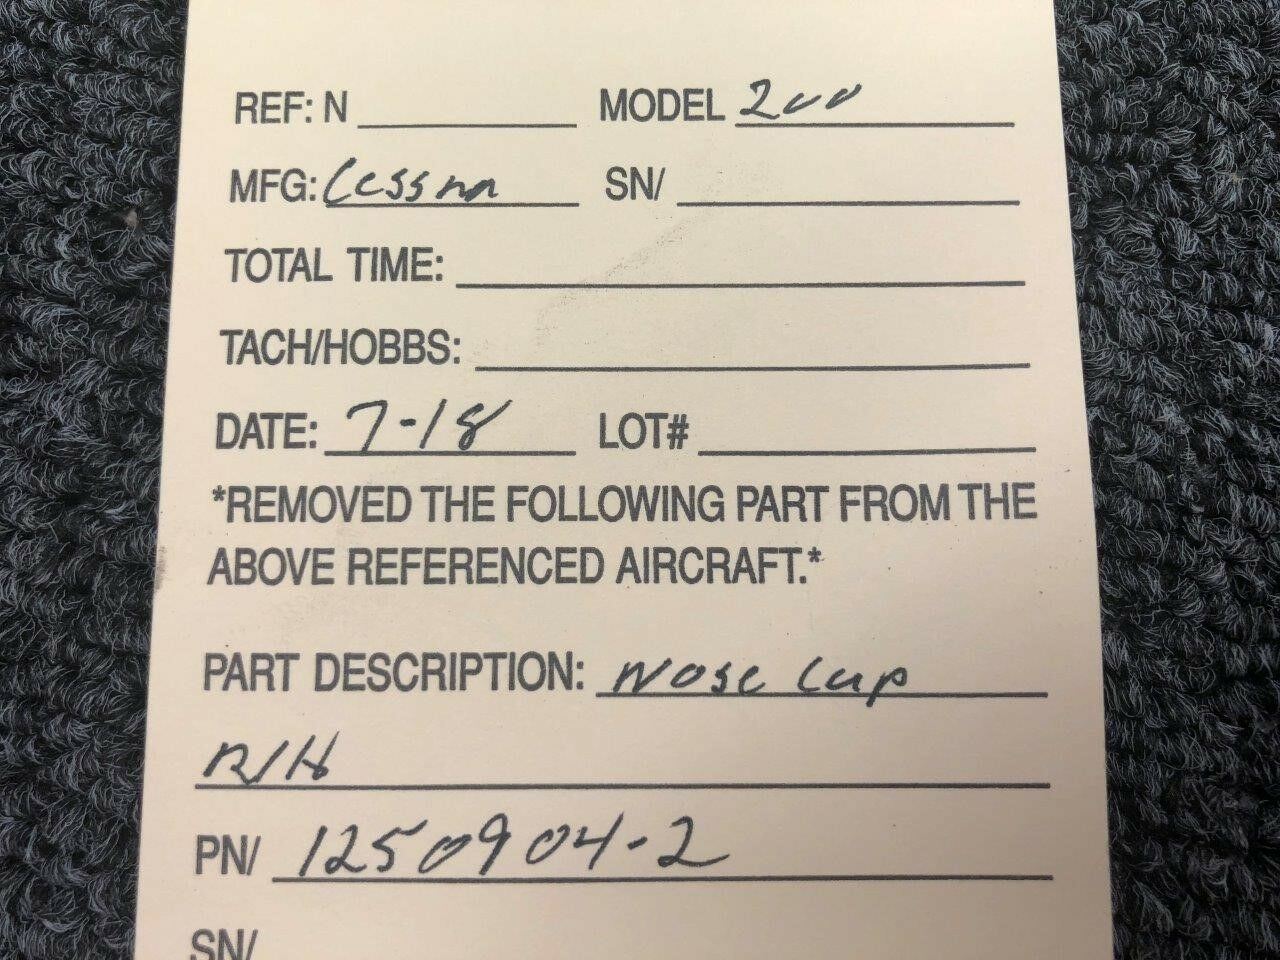 REF: N MODEL 200
MFG: Cessna SN/
TOTAL TIME:
TACH/HOBBS:
DATE: 7-18 LOT#
*REMOVED THE FOLLOWING PART FROM THE
ABOVE REFERENCED AIRCRAFT.*
PART DESCRIPTION: Nose Cap
R/H
PN/ 1250904-2
SN/